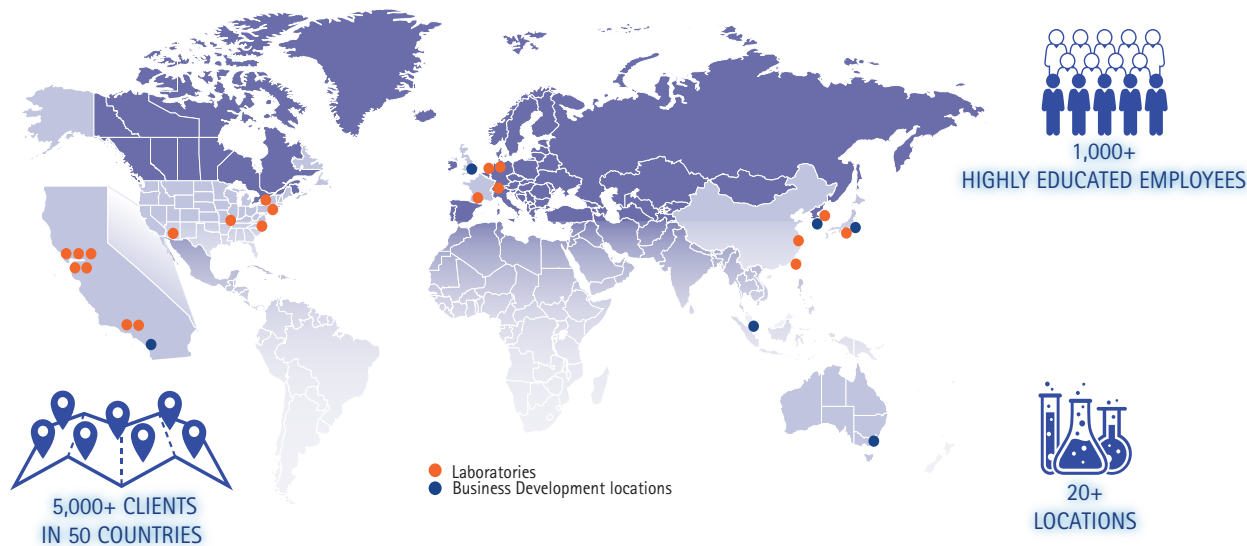 1,000+
HIGHLY EDUCATED EMPLOYEES
Laboratories
Business Development locations
5,000+ CLIENTS
IN 50 COUNTRIES
20+
LOCATIONS